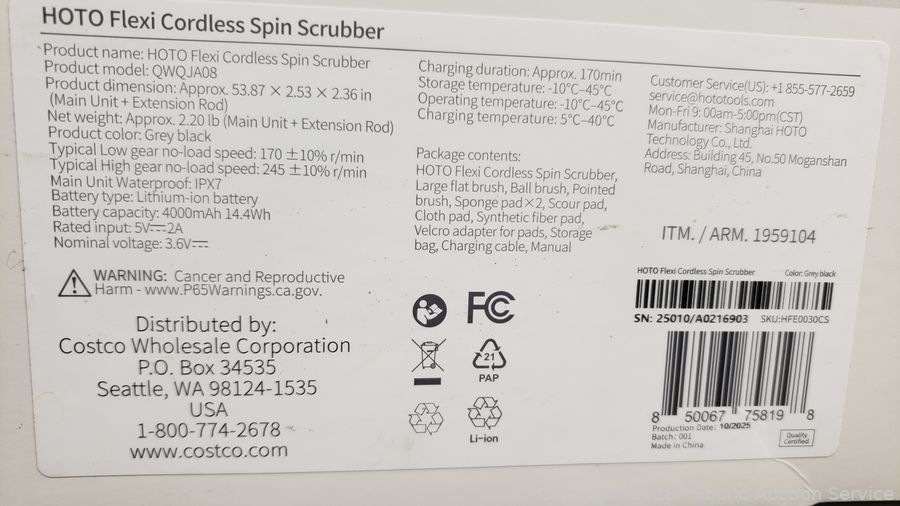 HOTO Flexi Cordless Spin Scrubber
Product name: HOTO Flexi Cordless Spin Scrubber
Product model: QWQJA08
Product dimension: Approx. 53.87 × 2.53 × 2.36 in
(Main Unit + Extension Rod)
Net weight: Approx. 2.20 lb (Main Unit + Extension Rod)
Product color: Grey black
Typical Low gear no-load speed: 170 ±10% r/min
Typical High gear no-load speed: 245 ±10% r/min
Main Unit Waterproof: IPX7
Battery type: Lithium-ion battery
Battery capacity: 4000mAh 14.4Wh
Rated input: 5V⎓2A
Nominal voltage: 3.6V⎓
WARNING: Cancer and Reproductive
Harm - www.P65Warnings.ca.gov.
Distributed by:
Costco Wholesale Corporation
P.O. Box 34535
Seattle, WA 98124-1535
USA
1-800-774-2678
www.costco.com
Charging duration: Approx. 170min
Storage temperature: -10°C–45°C
Operating temperature: -10°C–45°C
Charging temperature: 5°C–40°C
Package contents:
HOTO Flexi Cordless Spin Scrubber,
Large flat brush, Ball brush, Pointed
brush, Sponge pad×2, Scour pad,
Cloth pad, Synthetic fiber pad,
Velcro adapter for pads, Storage
bag, Charging cable, Manual
FC
21
PAP
Li-ion
Customer Service(US): +1 855-577-2659
service@hototools.com
Mon-Fri 9: 00am-5:00pm(CST)
Manufacturer: Shanghai HOTO
Technology Co., Ltd.
Address: Building 45, No.50 Moganshan
Road, Shanghai, China
ITM. / ARM. 1959104
HOTO Flexi Cordless Spin Scrubber Color: Grey black
SN: 25010/A0216903 SKU:HFE0030CS
8 50067 75819 8
Production Date: 10/2025
Batch: 001
Made in China
Quality
Certified
Sound Auction Service